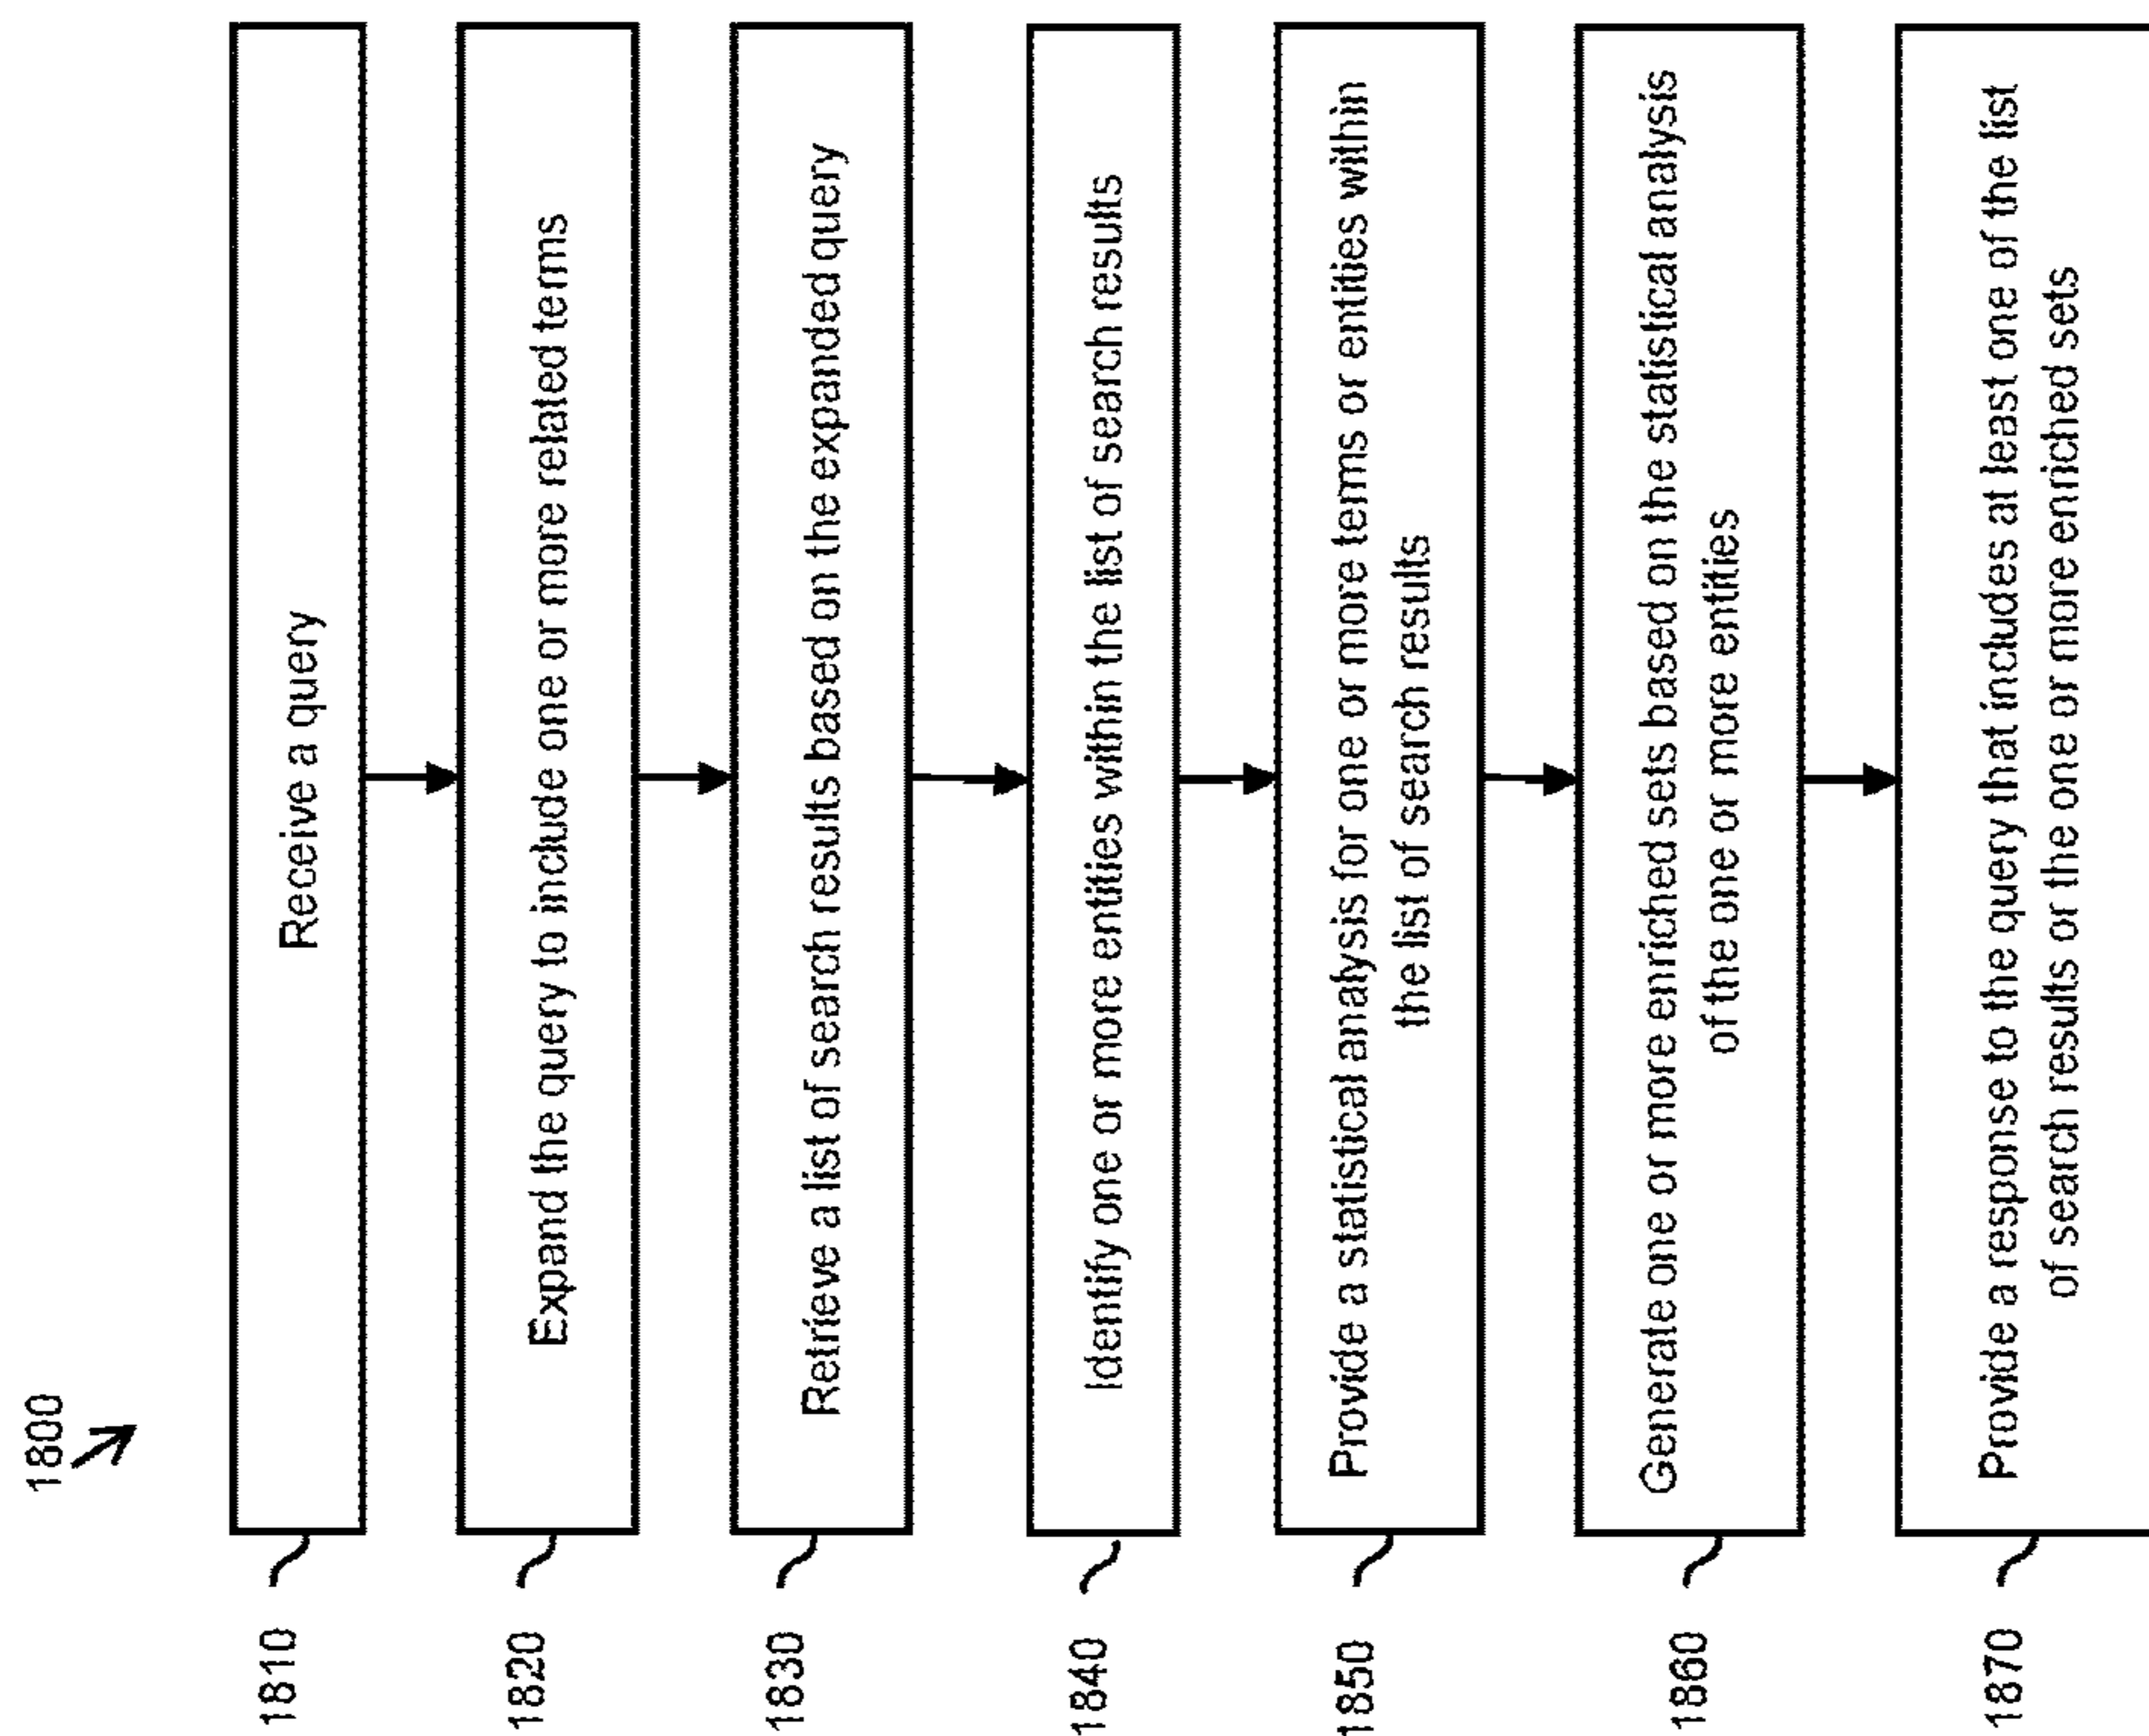 1800
1810
Receive a query
1820
Expand the query to include one or more related terms
1830
Retrieve a list of search results based on the expanded query
1840
Identify one or more entities within the list of search results
1850
Provide a statistical analysis for one or more terms or entities within
the list of search results
1860
Generate one or more enriched sets based on the statistical analysis
of the one or more entities
1870
Provide a response to the query that includes at least one of the list
of search results or the one or more enriched sets